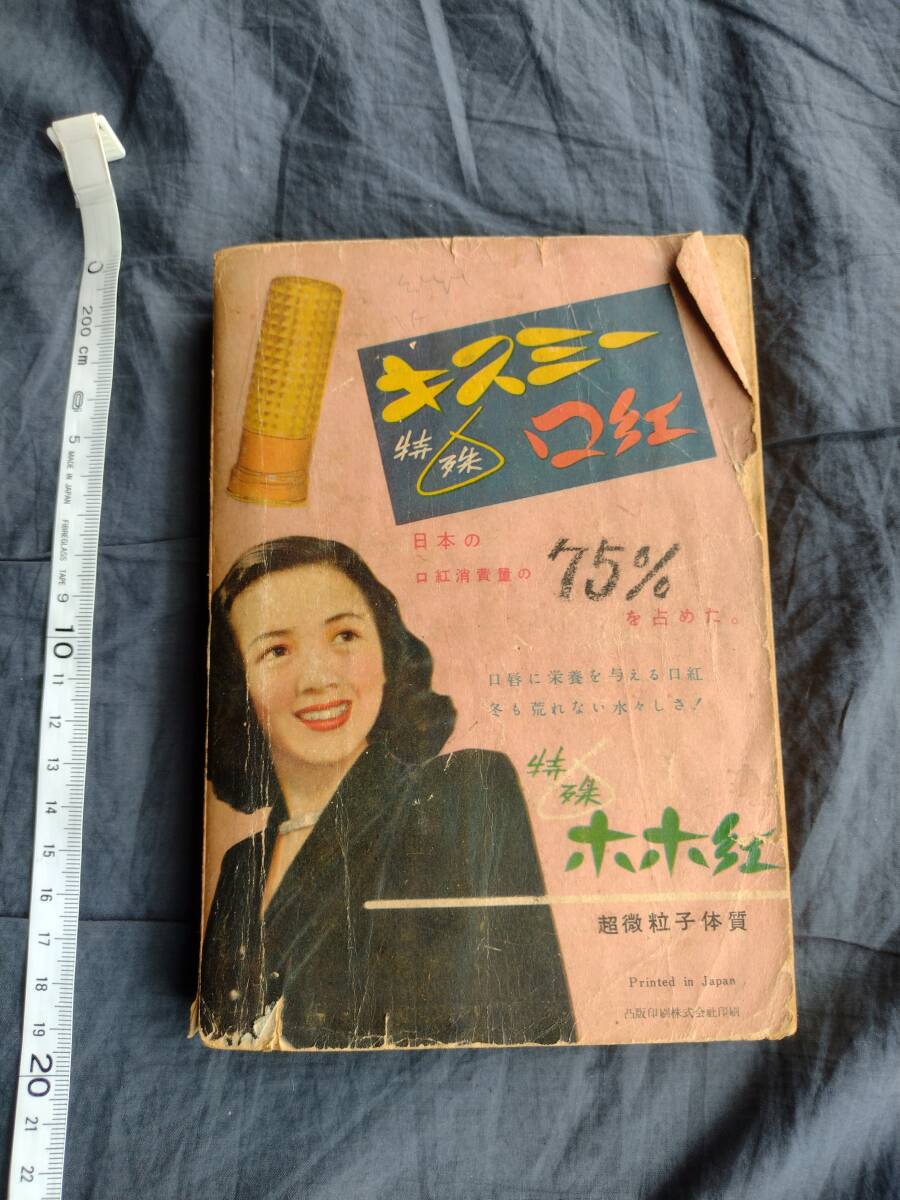 キスミー
特殊 口紅
日本の
口紅消費量の 75%
を占めた。
口唇に栄養を与える口紅
冬も荒れない水々しさ!
特殊
ホホ紅
超微粒子体質
Printed in Japan
凸版印刷株式会社印刷
0
200 cm
5
MADE IN JAPAN FIBREGLASS TAPE
9
10
11
12
13
14
15
16
17
18
19
20
21
22